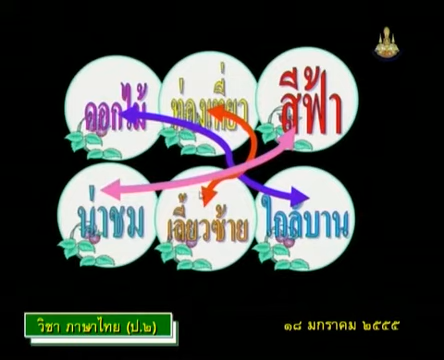 ดอกไม้ ท่องเที่ยว สีฟ้า
น่าชม เลี้ยวซ้าย ใกล้บาน
วิชา ภาษาไทย (ป.๒)
๑๘ มกราคม ๒๕๕๕